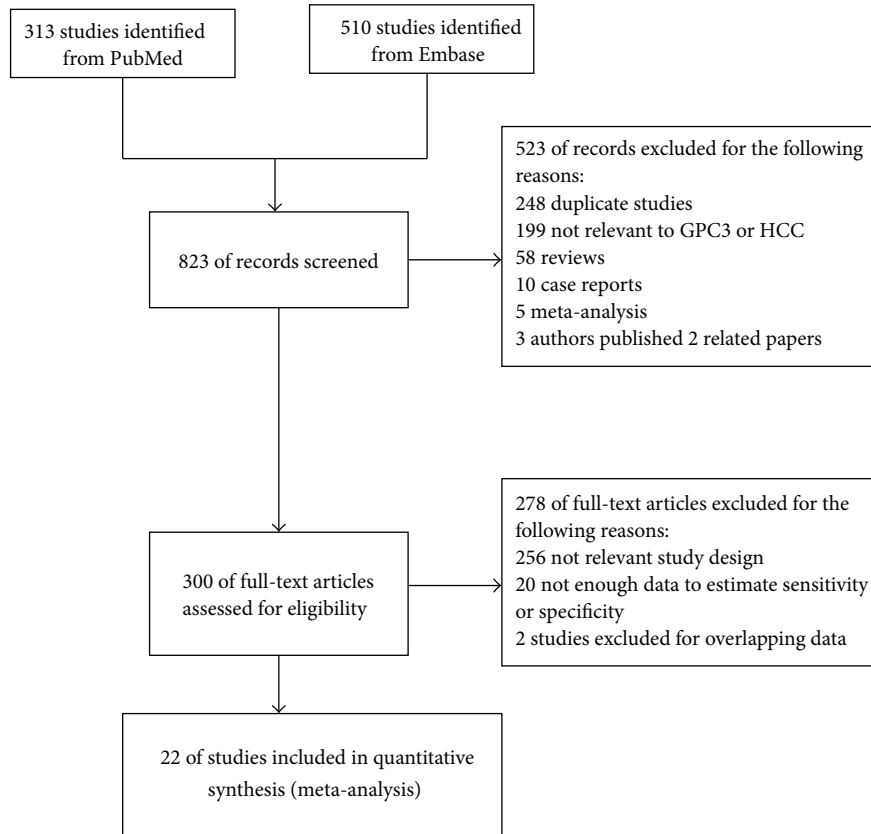 313 studies identified
from PubMed
510 studies identified
from Embase
823 of records screened
523 of records excluded for the following
reasons:
248 duplicate studies
199 not relevant to GPC3 or HCC
58 reviews
10 case reports
5 meta-analysis
3 authors published 2 related papers
300 of full-text articles
assessed for eligibility
278 of full-text articles excluded for the
following reasons:
256 not relevant study design
20 not enough data to estimate sensitivity
or specificity
2 studies excluded for overlapping data
22 of studies included in quantitative
synthesis (meta-analysis)